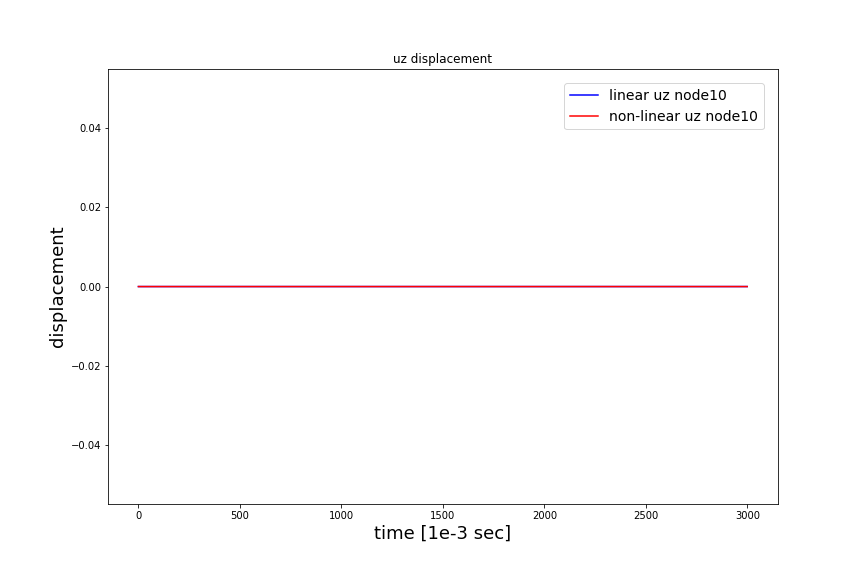 uz displacement
linear uz node10
non-linear uz node10
displacement
0.04
0.02
0.00
−0.02
−0.04
0 500 1000 1500 2000 2500 3000
time [1e-3 sec]